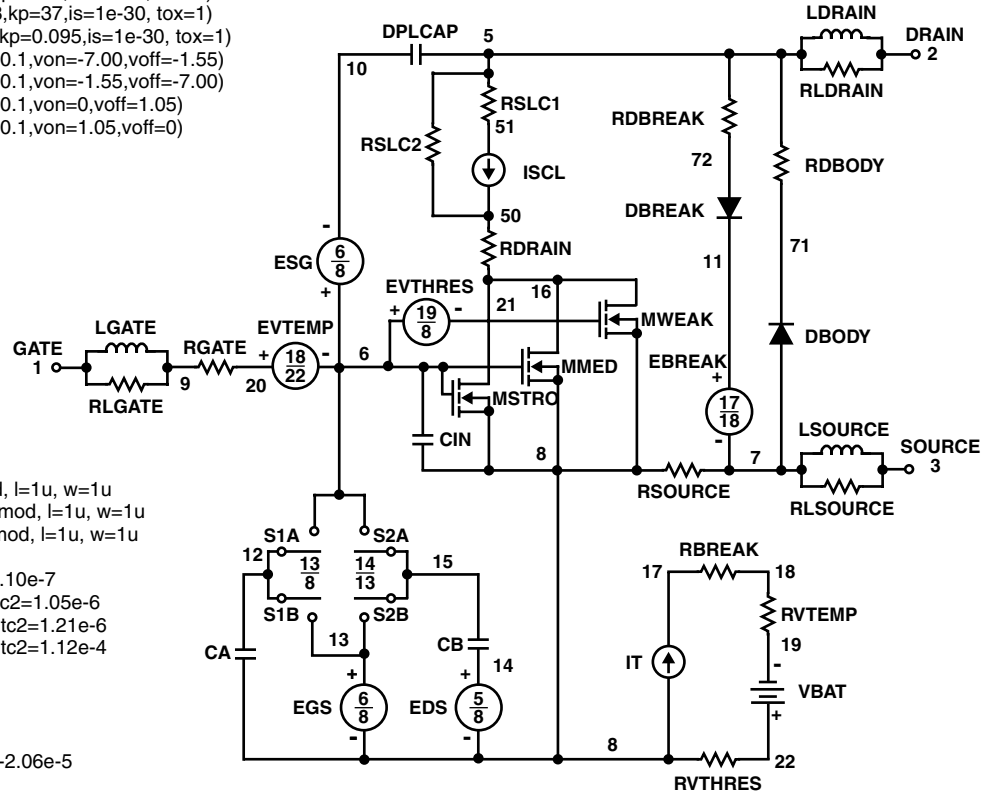 ,kp=37,is=1e-30, tox=1)
kp=0.095,is=1e-30, tox=1)
0.1,von=-7.00,voff=-1.55)
0.1,von=-1.55,voff=-7.00)
0.1,von=0,voff=1.05)
0.1,von=1.05,voff=0)
DPLCAP
5
10
LDRAIN
DRAIN
2
RLDRAIN
RSLC1
51
RSLC2
ISCL
RDBREAK
72
RDBODY
DBREAK
50
RDRAIN
71
11
ESG
-
6
8
+
EVTHRES
+
19
8
-
21
16
MWEAK
LGATE
GATE
1
RLGATE
9
RGATE
20
EVTEMP
+
18
22
-
6
MMED
MSTRO
EBREAK
DBODY
+
17
18
-
CIN
8
RSOURCE
7
LSOURCE
SOURCE
3
RLSOURCE
l, l=1u, w=1u
mod, l=1u, w=1u
mod, l=1u, w=1u
.10e-7
c2=1.05e-6
tc2=1.21e-6
tc2=1.12e-4
-2.06e-5
S1A
S2A
12
13
8
14
13
15
S1B
S2B
13
CA
CB
14
+
EGS
6
8
-
+
EDS
5
8
-
8
RBREAK
17
18
RVTEMP
19
IT
-
VBAT
+
RVTHRES
22